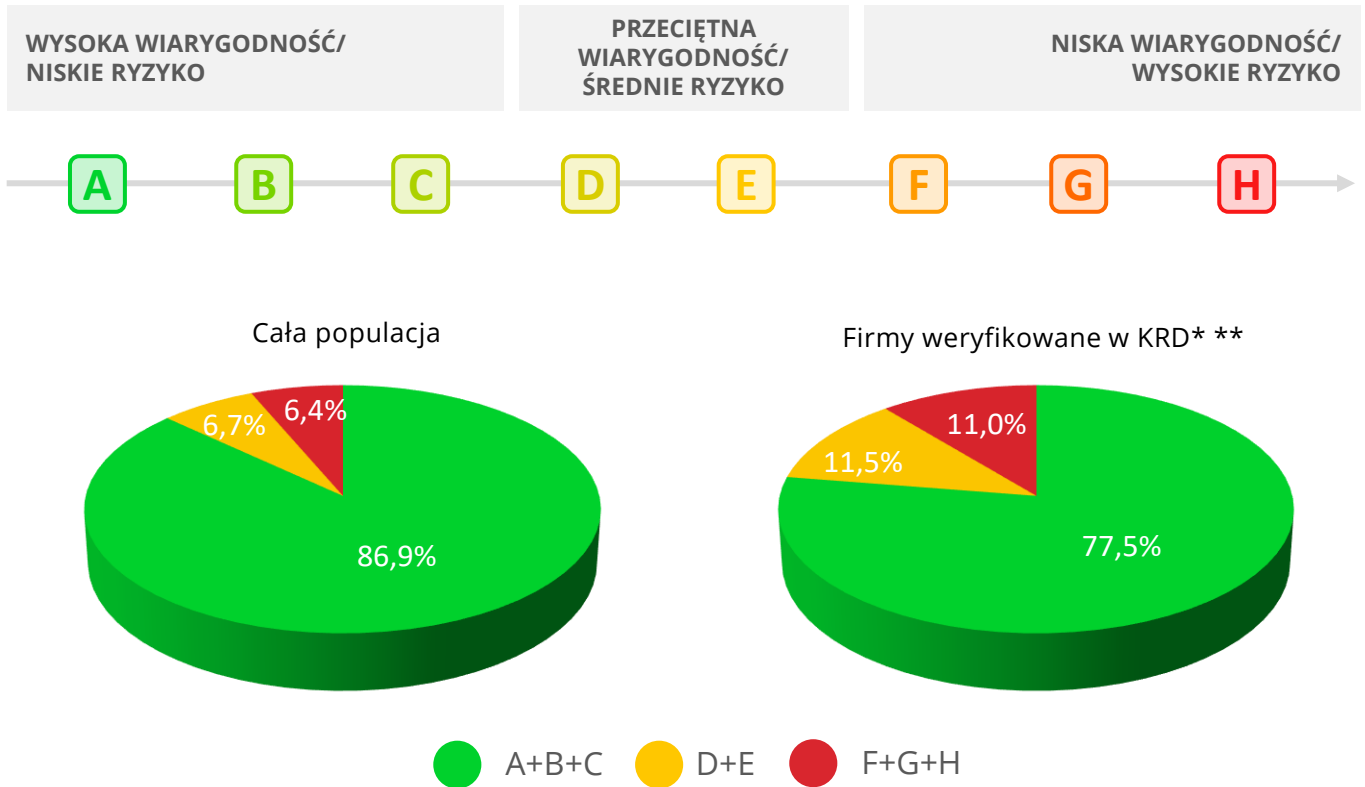 WYSOKA WIARYGODNOŚĆ/
NISKIE RYZYKO
PRZECIĘTNA
WIARYGODNOŚĆ/
ŚREDNIE RYZYKO
NISKA WIARYGODNOŚĆ/
WYSOKIE RYZYKO
A B C D E F G H
Cała populacja
6,7%
6,4%
86,9%
Firmy weryfikowane w KRD* **
11,5%
11,0%
77,5%
A+B+C D+E F+G+H